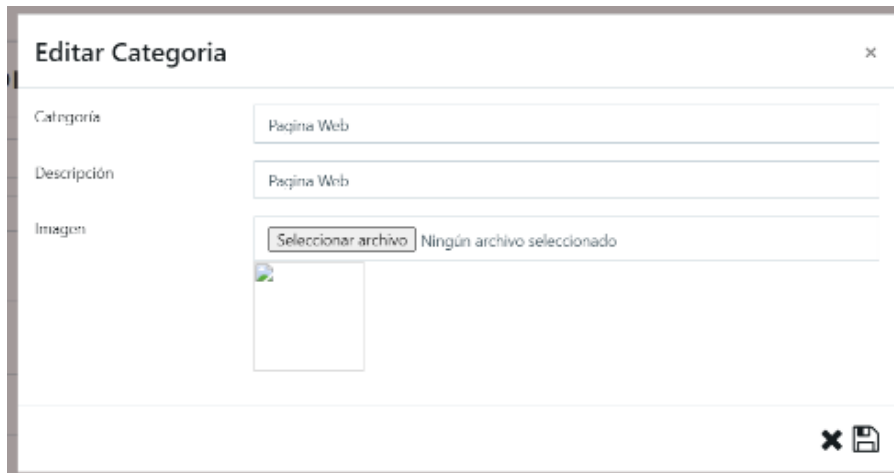 Editar Categoria
×
Categoría
Pagina Web
Descripción
Pagina Web
Imagen
Seleccionar archivo Ningún archivo seleccionado